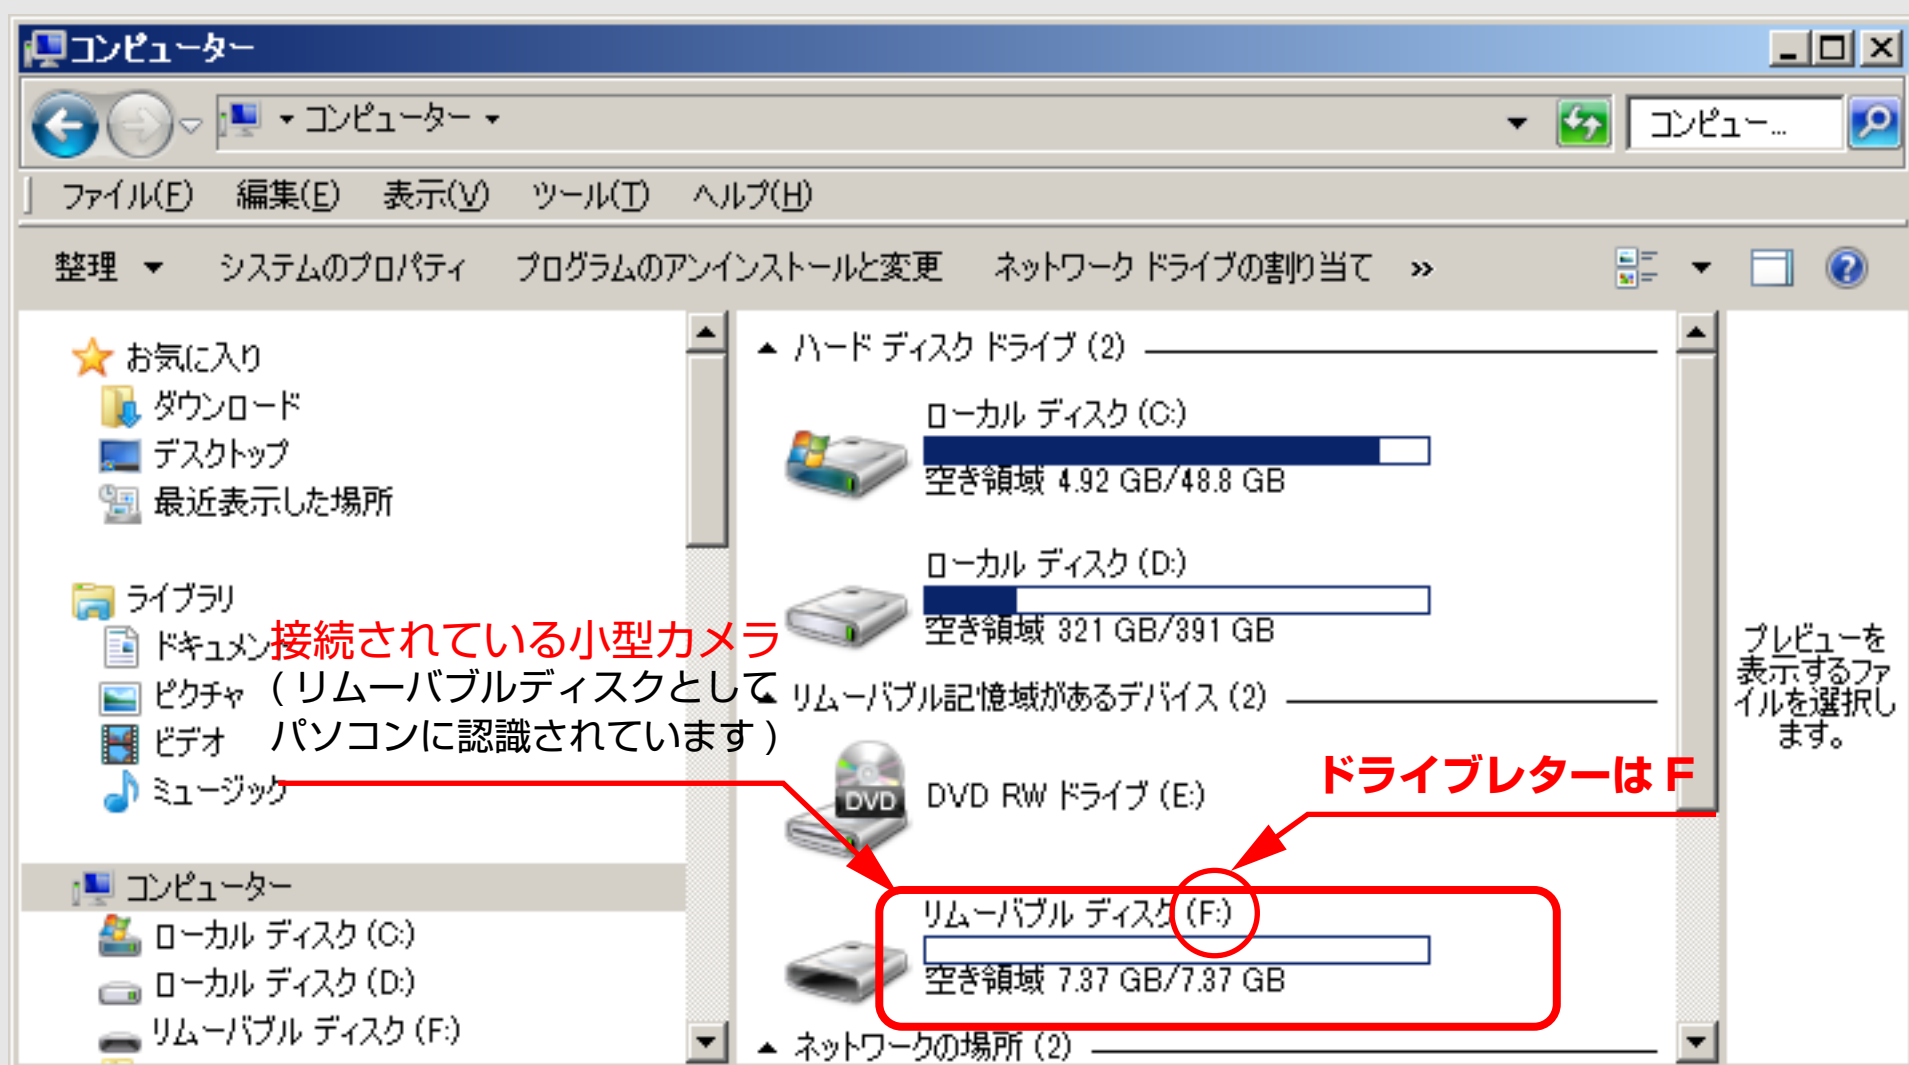 コンピューター
コンピューター
コンピュー...
ファイル(F) 編集(E) 表示(V) ツール(T) ヘルプ(H)
整理 システムのプロパティ プログラムのアンインストールと変更 ネットワーク ドライブの割り当て »
お気に入り
ダウンロード
デスクトップ
最近表示した場所
ライブラリ
ドキュメン
ピクチャ
ビデオ
ミュージック
接続されている小型カメラ
(リムーバブルディスクとして
パソコンに認識されています)
コンピューター
ローカル ディスク (C:)
ローカル ディスク (D:)
リムーバブル ディスク (F:)
ハード ディスク ドライブ (2)
ローカル ディスク (C:)
空き領域 4.92 GB/48.8 GB
ローカル ディスク (D:)
空き領域 321 GB/391 GB
リムーバブル記憶域があるデバイス (2)
DVD
DVD RW ドライブ (E:)
ドライブレターは F
リムーバブル ディスク (F:)
空き領域 7.37 GB/7.37 GB
ネットワークの場所 (2)
プレビューを
表示するファ
イルを選択し
ます。